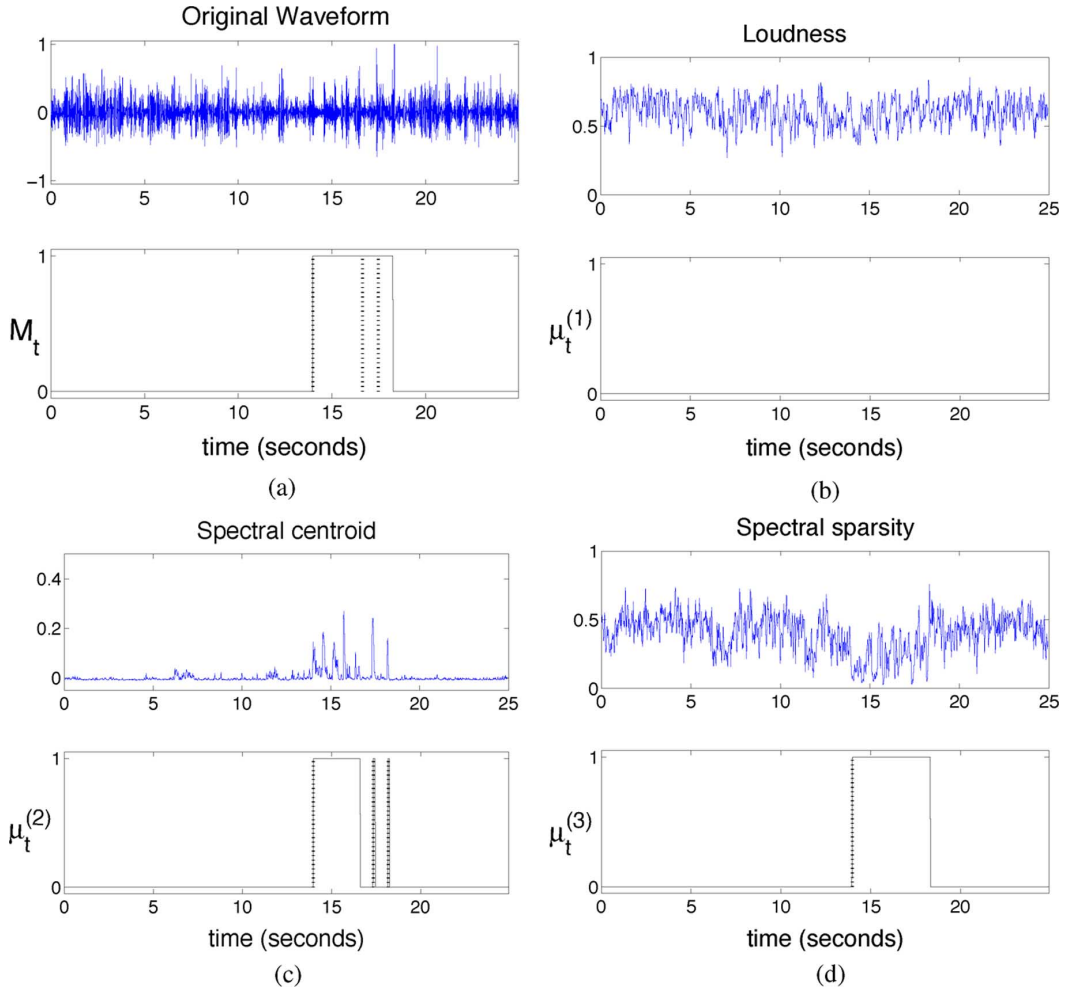 Original Waveform
1
0
−1
0 5 10 15 20
1
M_t
0
0 5 10 15 20
time (seconds)
(a)
Loudness
1
0.5
0
0 5 10 15 20 25
1
μ_t^(1)
0
0 5 10 15 20 25
time (seconds)
(b)
Spectral centroid
0.4
0.2
0
0 5 10 15 20 25
1
μ_t^(2)
0
0 5 10 15 20
time (seconds)
(c)
Spectral sparsity
1
0.5
0
0 5 10 15 20 25
1
μ_t^(3)
0
0 5 10 15 20
time (seconds)
(d)